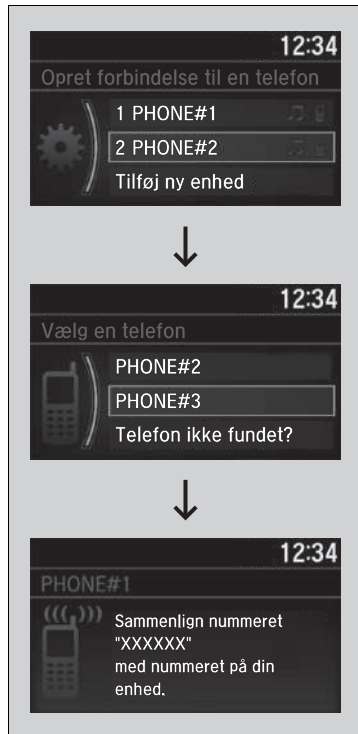 12:34
Opret forbindelse til en telefon
1 PHONE#1
2 PHONE#2
Tilføj ny enhed
12:34
Vælg en telefon
PHONE#2
PHONE#3
Telefon ikke fundet?
12:34
PHONE#1
Sammenlign nummeret
"XXXXXX"
med nummeret på din
enhed.